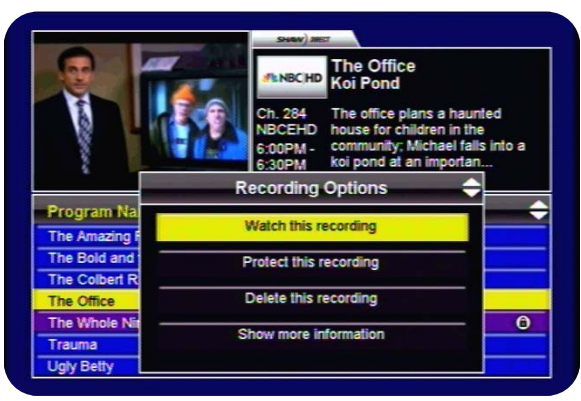 SHAW) DIRECT
NBC HD
The Office
Koi Pond
Ch. 284
NBCEHD
6:00PM -
6:30PM
The office plans a haunted
house for children in the
community; Michael falls into a
koi pond at an importan...
Recording Options
Program Na
Watch this recording
The Amazing
The Bold and
Protect this recording
The Colbert R
The Office
Delete this recording
The Whole Nin
Show more information
Trauma
Ugly Betty